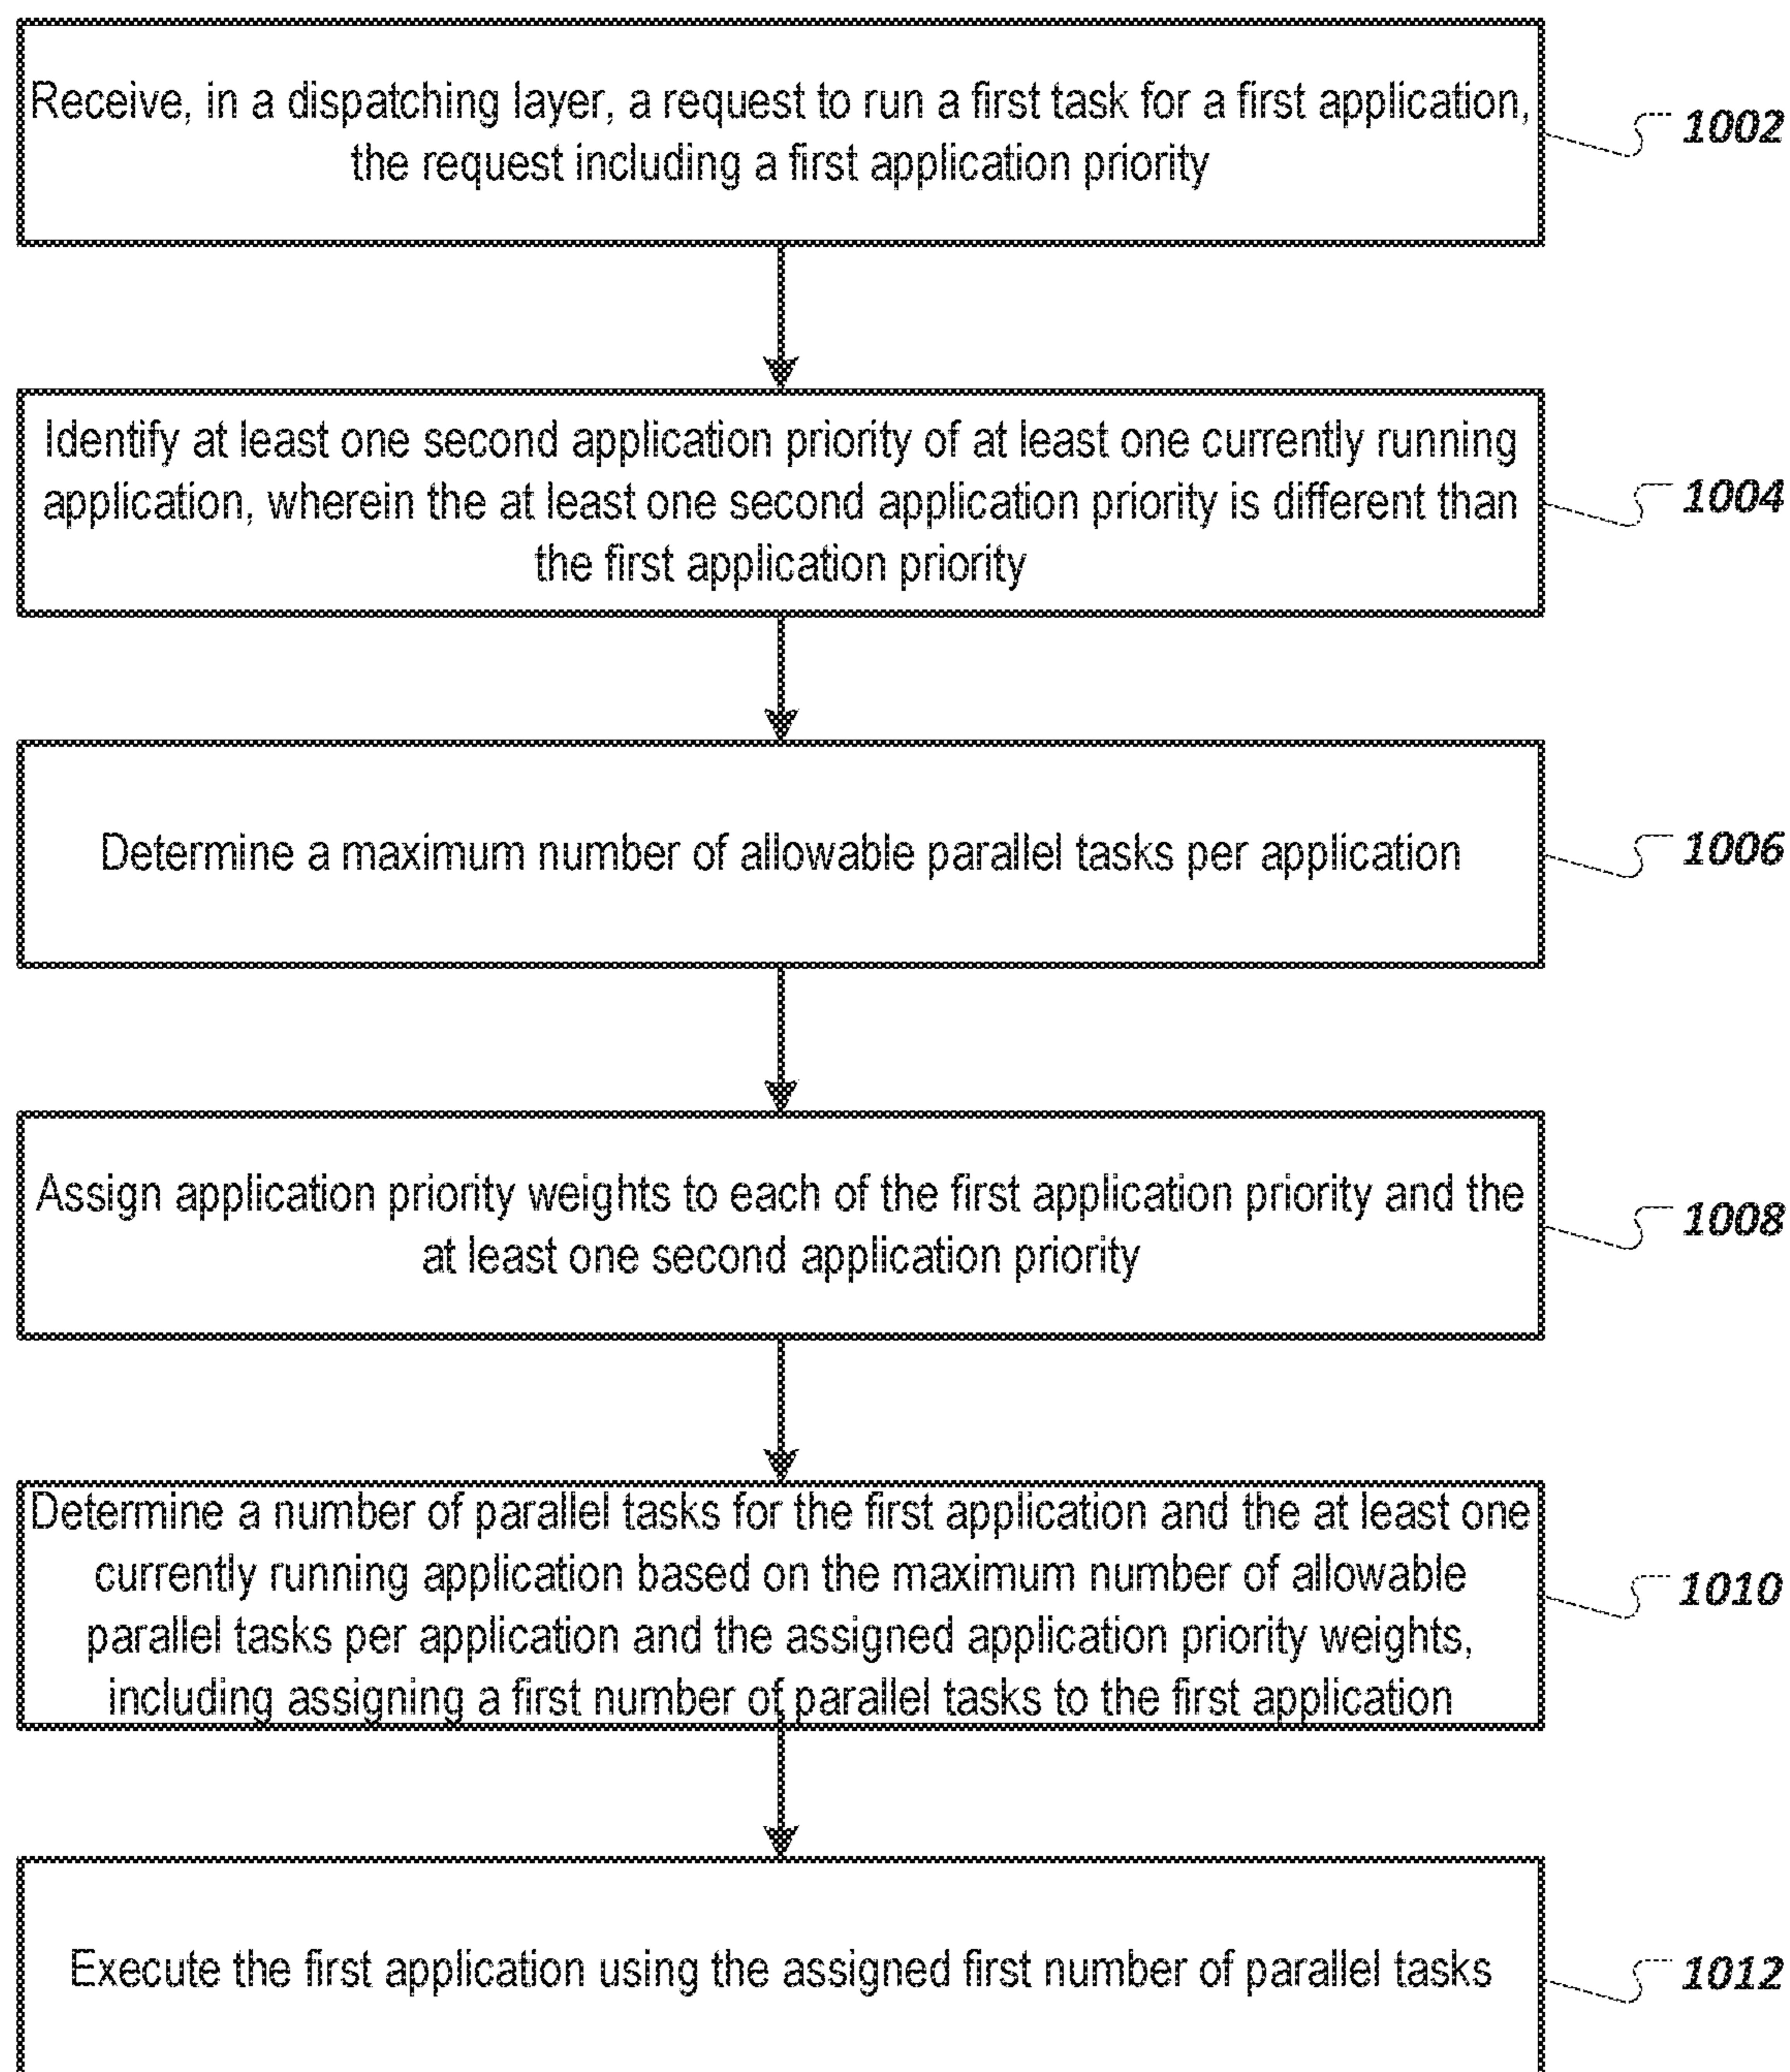 Receive, in a dispatching layer, a request to run a first task for a first application,
the request including a first application priority
1002
Identify at least one second application priority of at least one currently running
application, wherein the at least one second application priority is different than
the first application priority
1004
Determine a maximum number of allowable parallel tasks per application
1006
Assign application priority weights to each of the first application priority and the
at least one second application priority
1008
Determine a number of parallel tasks for the first application and the at least one
currently running application based on the maximum number of allowable
parallel tasks per application and the assigned application priority weights,
including assigning a first number of parallel tasks to the first application
1010
Execute the first application using the assigned first number of parallel tasks
1012